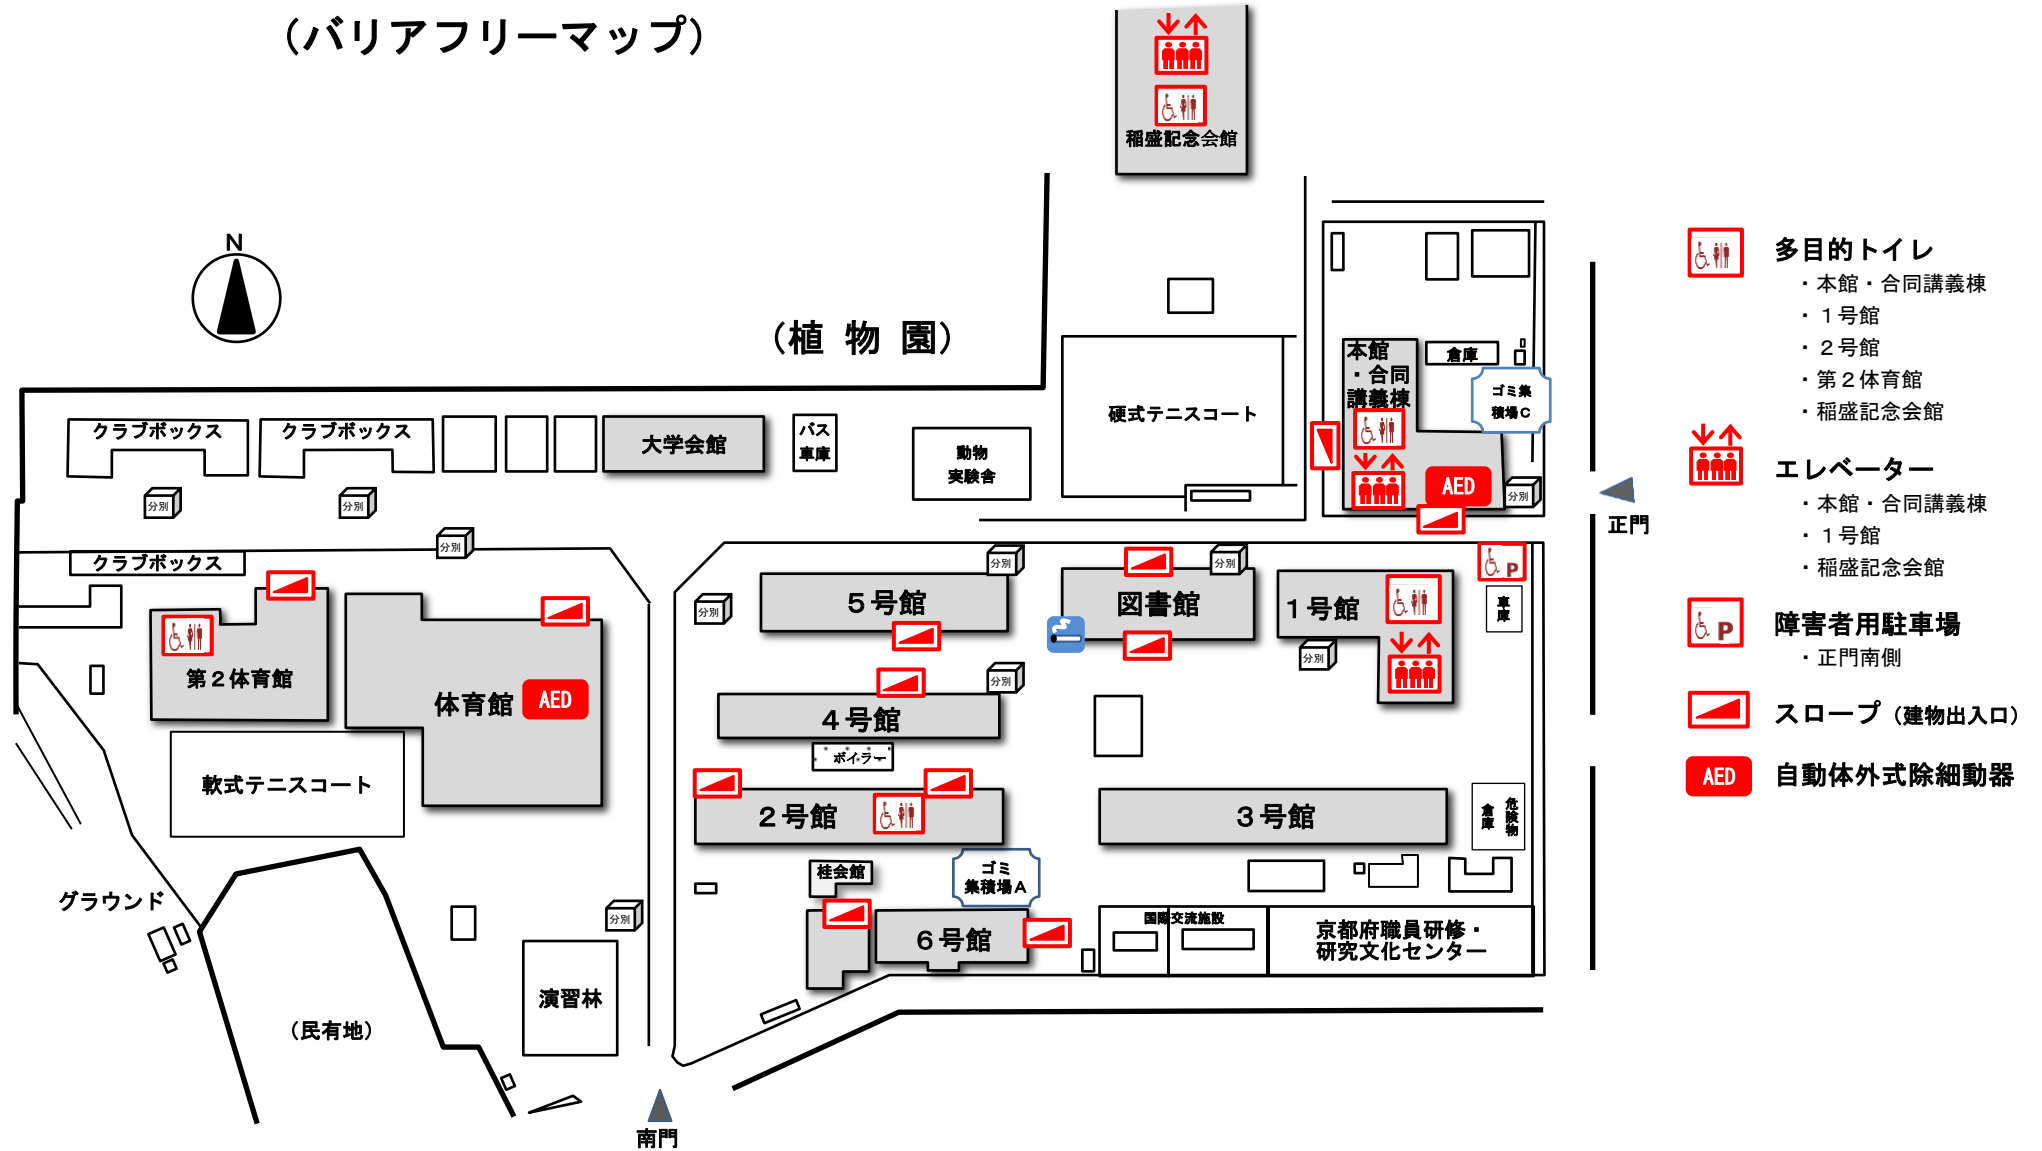 （バリアフリーマップ）
稲盛記念会館
N
（植 物 園）
本館
・合同
講義棟
倉庫
ゴミ集
積場C
AED
分別
正門
硬式テニスコート
クラブボックス
クラブボックス
大学会館
バス
車庫
動物
実験舎
分別
分別
分別
クラブボックス
第２体育館
体育館
AED
軟式テニスコート
グラウンド
（民有地）
分別
演習林
南門
分別
５号館
分別
図書館
分別
１号館
分別
P
車庫
４号館
分別
ボイラー
２号館
３号館
倉庫
危険物
桂会館
ゴミ
集積場A
６号館
国際交流施設
京都府職員研修・
研究文化センター
多目的トイレ
・本館・合同講義棟
・１号館
・２号館
・第２体育館
・稲盛記念会館
エレベーター
・本館・合同講義棟
・１号館
・稲盛記念会館
P
障害者用駐車場
・正門南側
スロープ（建物出入口）
AED
自動体外式除細動器